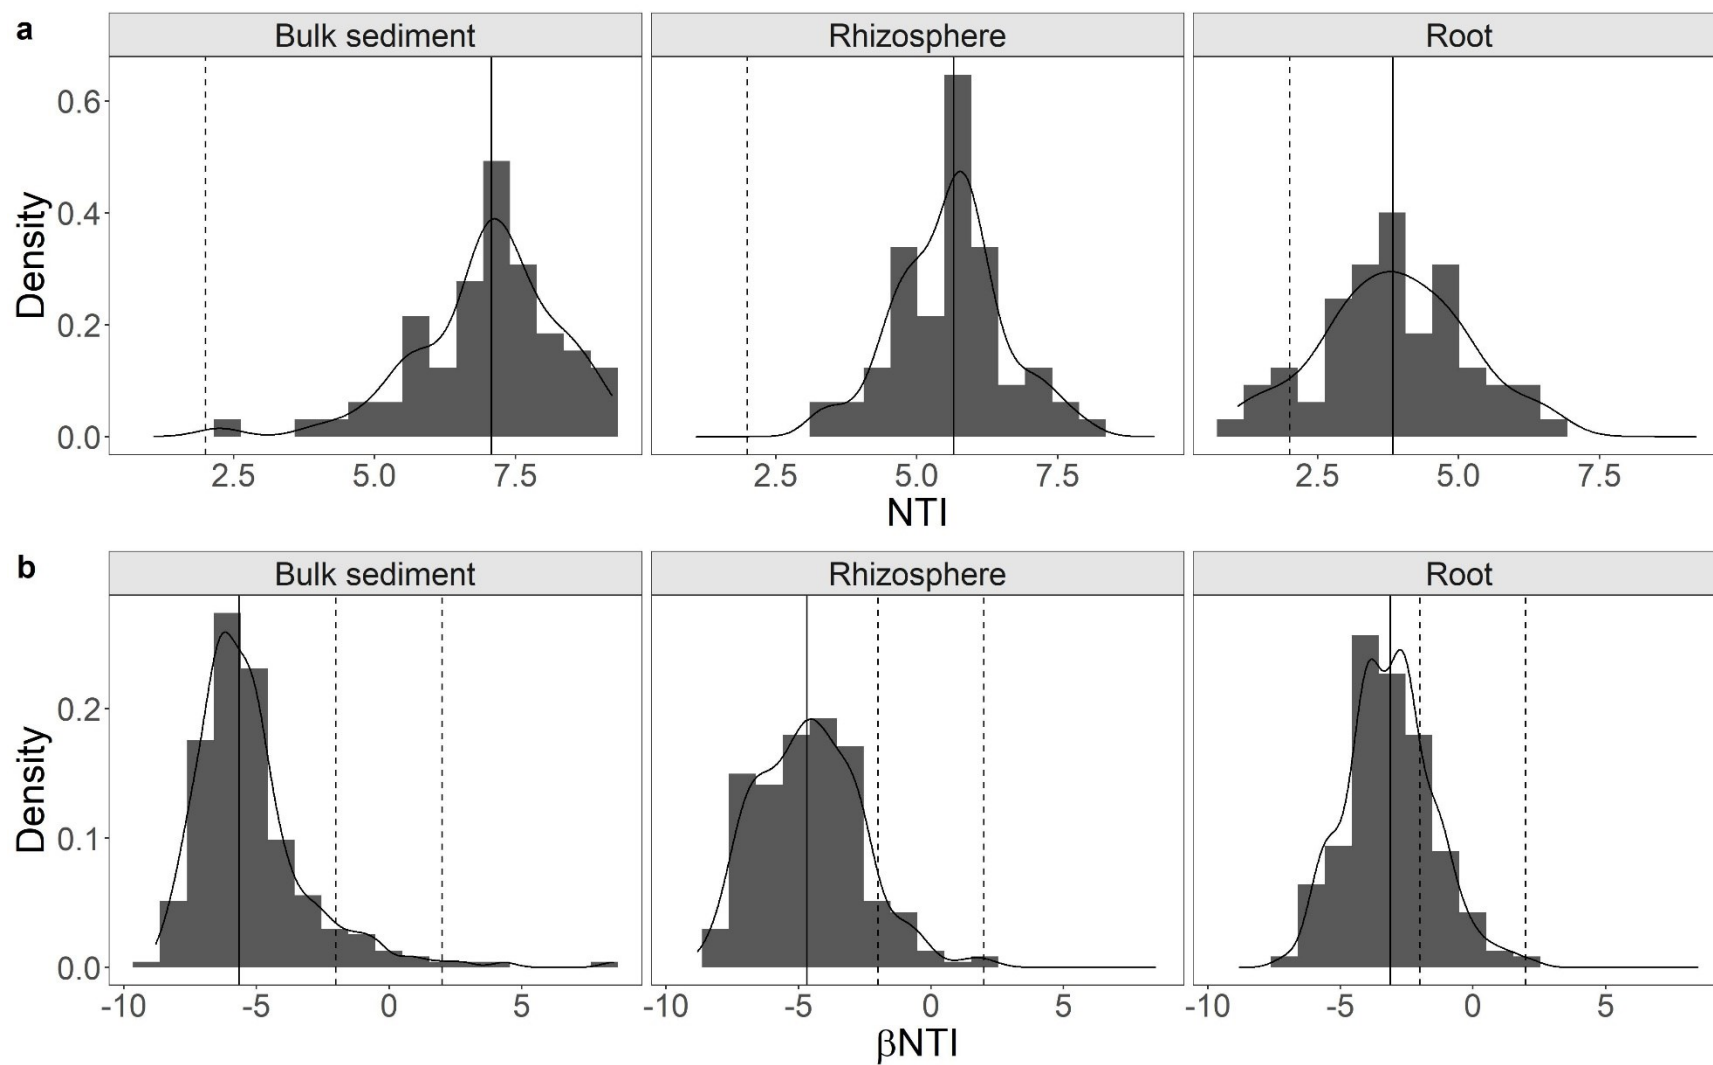 a
Bulk sediment Rhizosphere Root
Density
0.6
0.4
0.2
0.0
2.5 5.0 7.5 2.5 5.0 7.5 2.5 5.0 7.5
NTI
b
Bulk sediment Rhizosphere Root
Density
0.2
0.1
0.0
-10 -5 0 5 -10 -5 0 5 -10 -5 0 5
βNTI